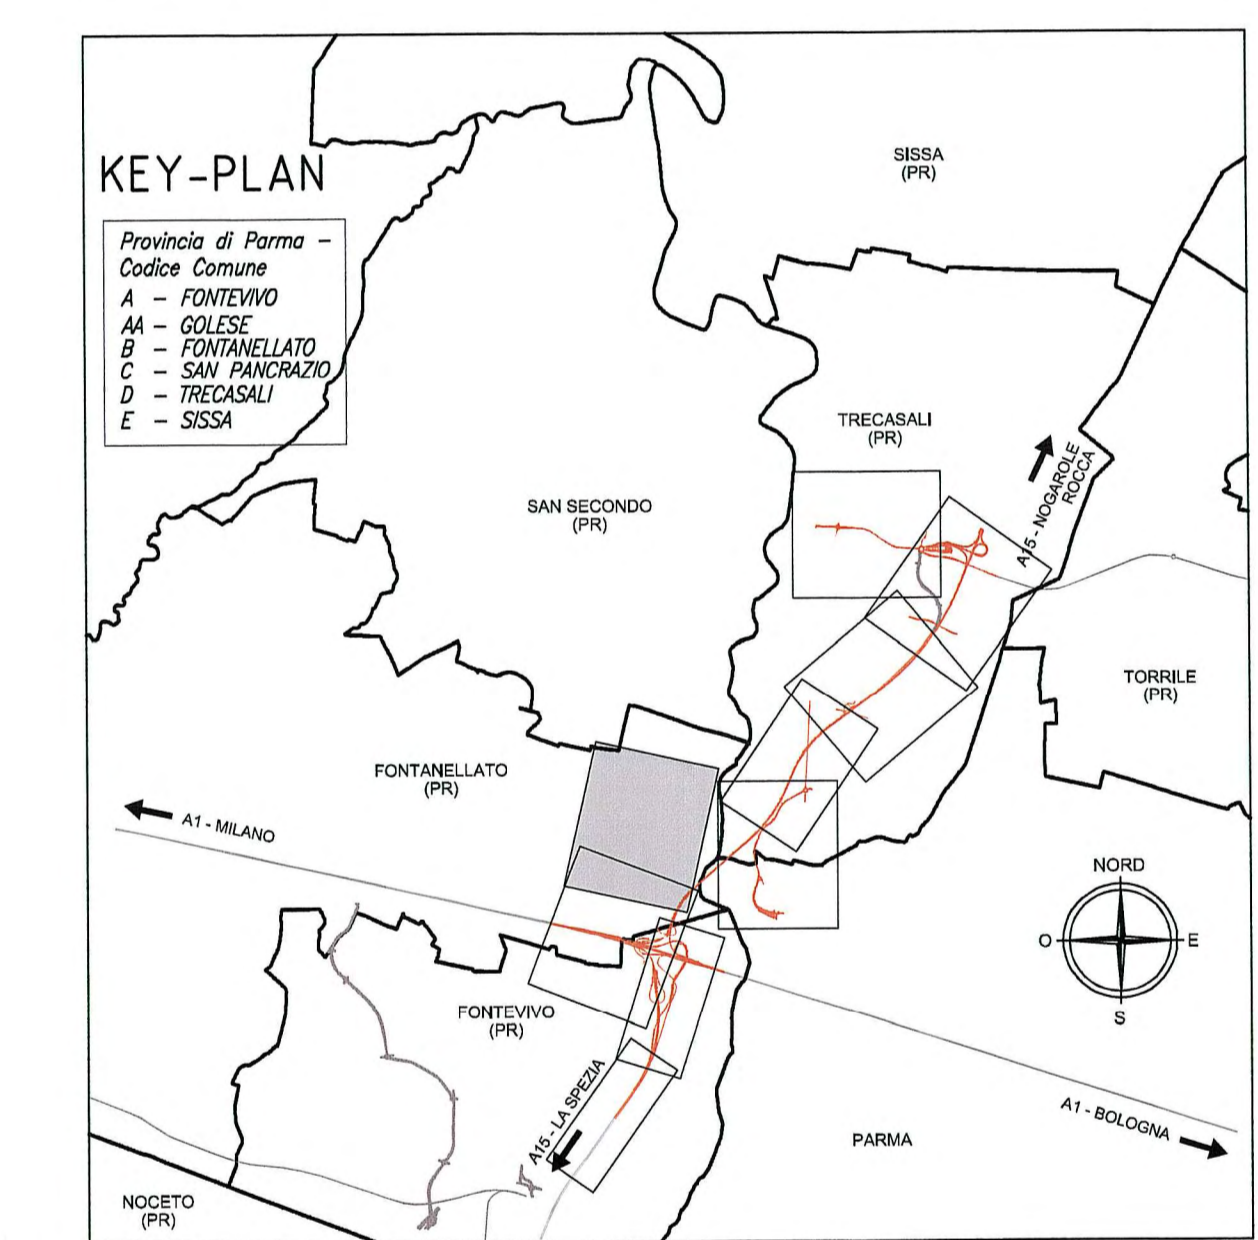 KEY-PLAN
Provincia di Parma -
Codice Comune
A - FONTEVIVO
AA - GOLESE
B - FONTANELLATO
C - SAN PANCRAZIO
D - TRECASALI
E - SISSA
SISSA
(PR)
TRECASALI
(PR)
A15 - NOGAROLE
ROCCA
SAN SECONDO
(PR)
TORRILE
(PR)
FONTANELLATO
(PR)
A1 - MILANO
NORD
O
E
S
FONTEVIVO
(PR)
A15 - LA SPEZIA
A1 - BOLOGNA
PARMA
NOCETO
(PR)